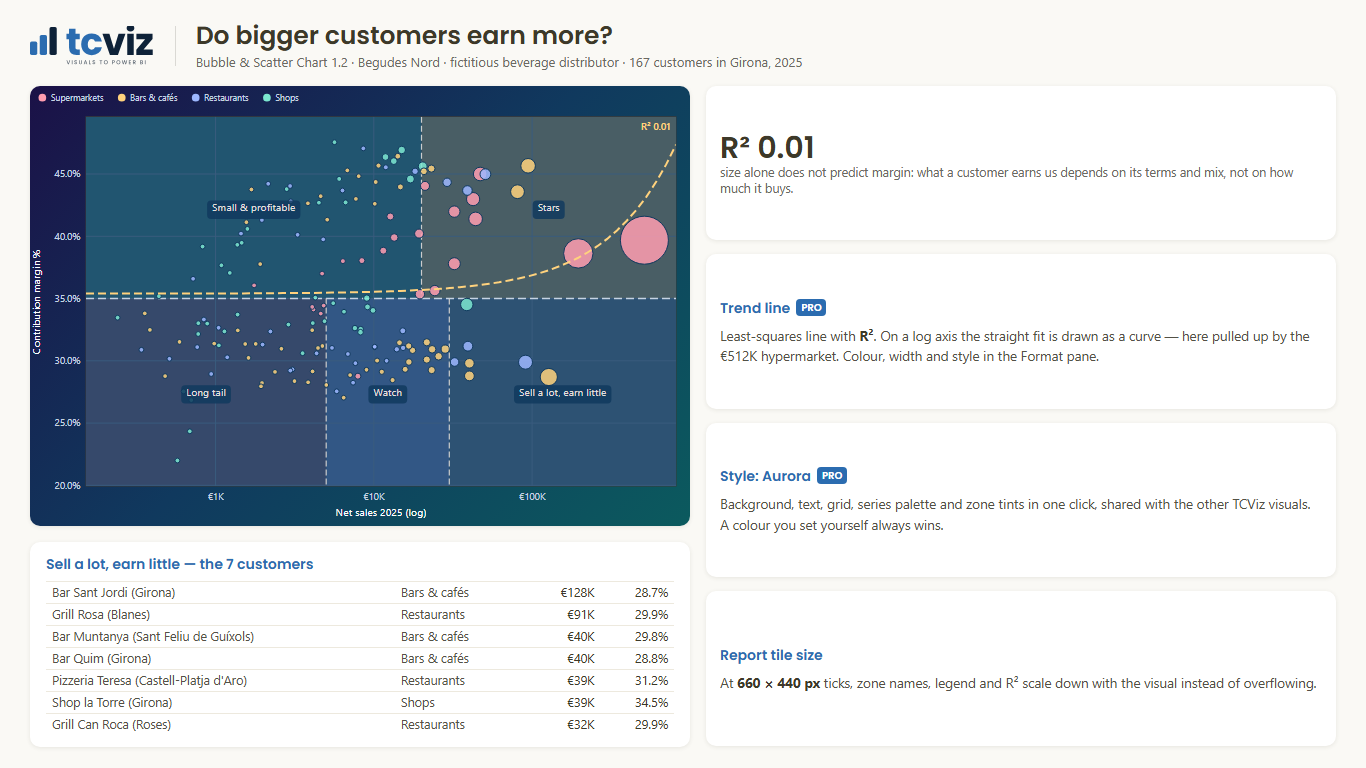 tcviz
VISUALS TO POWER BI
Do bigger customers earn more?
Bubble & Scatter Chart 1.2 · Begudes Nord · fictitious beverage distributor · 167 customers in Girona, 2025
Supermarkets Bars & cafés Restaurants Shops
R² 0.01
45.0%
Small & profitable Stars
40.0%
Contribution margin %
35.0%
30.0%
Long tail Watch Sell a lot, earn little
25.0%
20.0%
€1K €10K €100K
Net sales 2025 (log)
Sell a lot, earn little — the 7 customers
Bar Sant Jordi (Girona) Bars & cafés €128K 28.7%
Grill Rosa (Blanes) Restaurants €91K 29.9%
Bar Muntanya (Sant Feliu de Guíxols) Bars & cafés €40K 29.8%
Bar Quim (Girona) Bars & cafés €40K 28.8%
Pizzeria Teresa (Castell-Platja d'Aro) Restaurants €39K 31.2%
Shop la Torre (Girona) Shops €39K 34.5%
Grill Can Roca (Roses) Restaurants €32K 29.9%
R² 0.01
size alone does not predict margin: what a customer earns us depends on its terms and mix, not on how
much it buys.
Trend line PRO
Least-squares line with R². On a log axis the straight fit is drawn as a curve — here pulled up by the
€512K hypermarket. Colour, width and style in the Format pane.
Style: Aurora PRO
Background, text, grid, series palette and zone tints in one click, shared with the other TCViz visuals.
A colour you set yourself always wins.
Report tile size
At 660 × 440 px ticks, zone names, legend and R² scale down with the visual instead of overflowing.